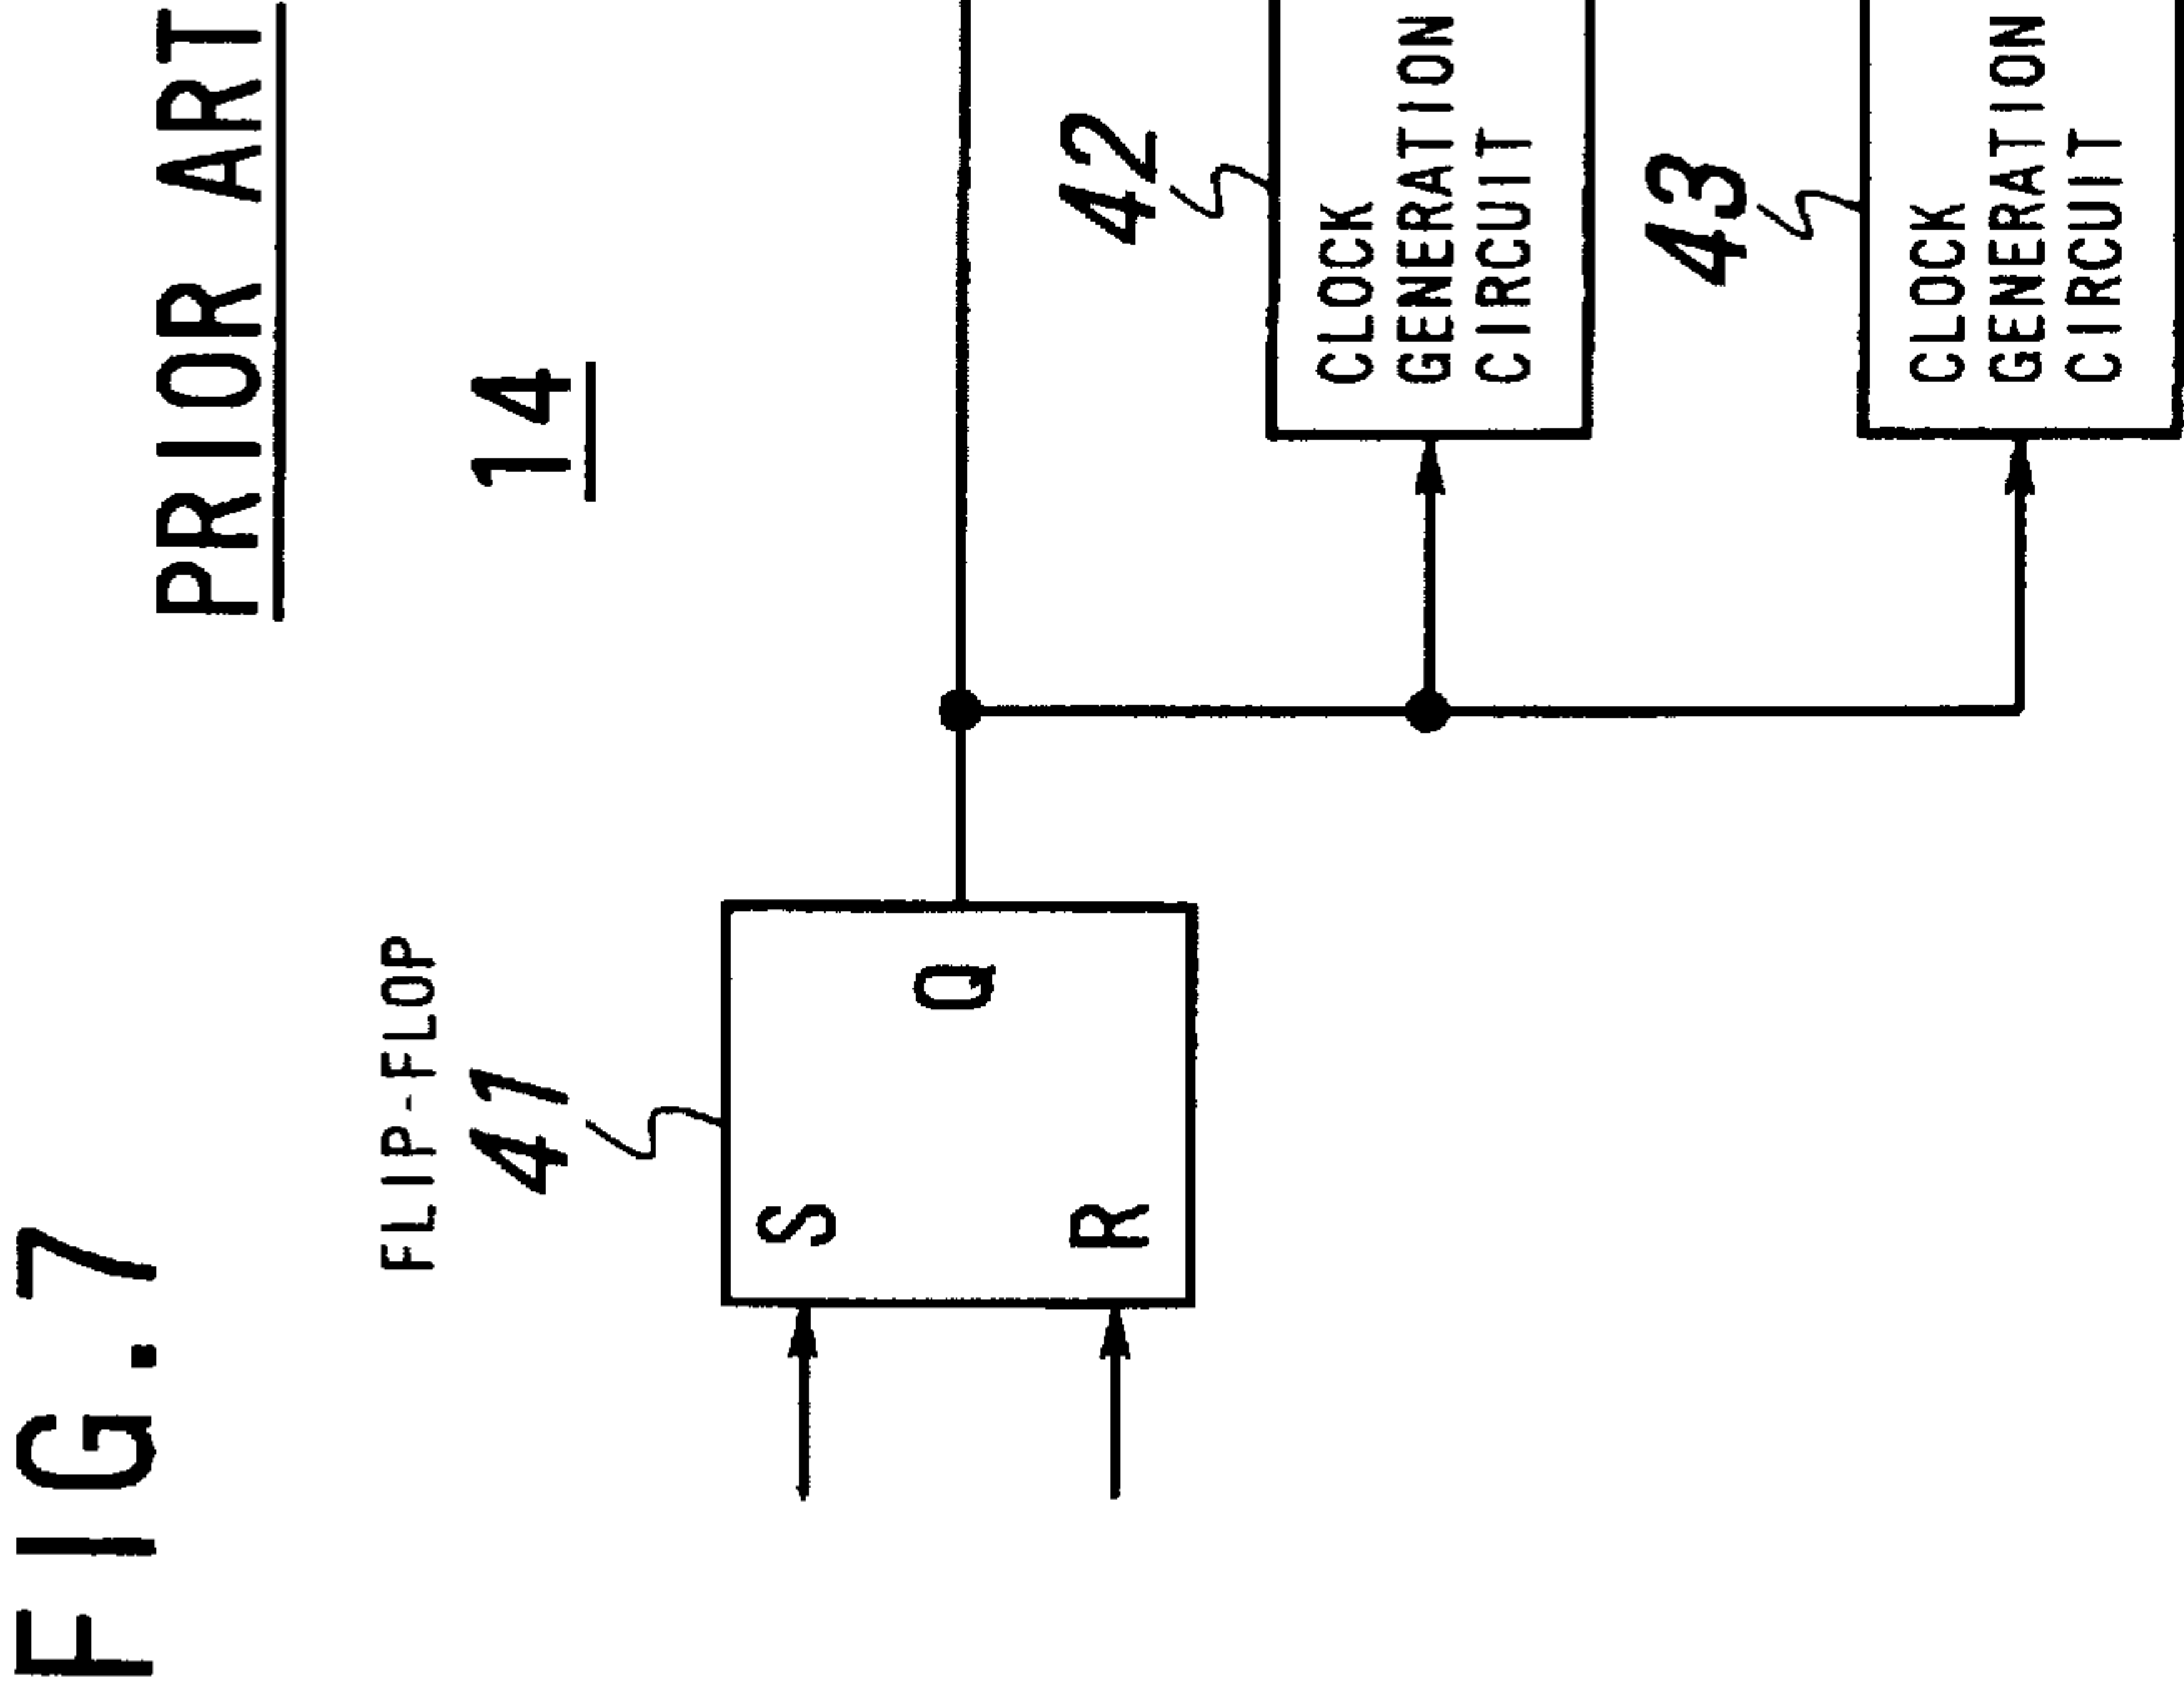 FIG. 7
PRIOR ART
FLIP-FLOP
14
41
S
Q
R
42
CLOCK
GENERATION
CIRCUIT
43
CLOCK
GENERATION
CIRCUIT